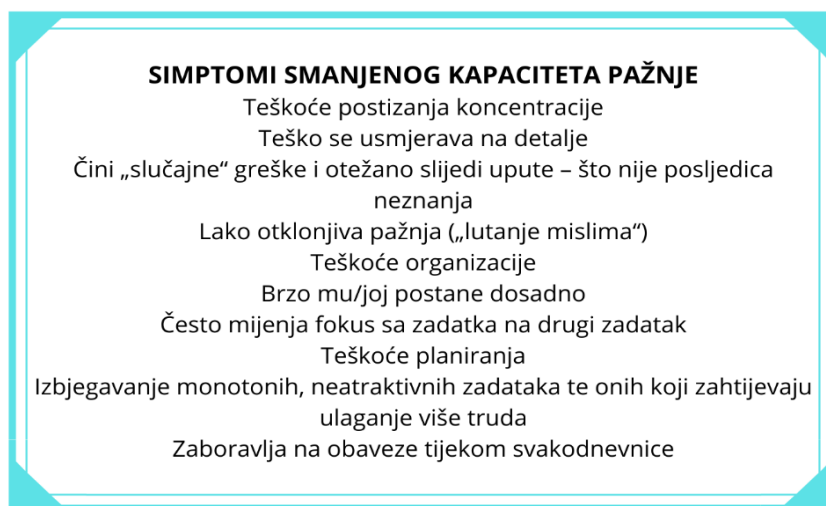 SIMPTOMI SMANJENOG KAPACITETA PAŽNJE
Teškoće postizanja koncentracije
Teško se usmjerava na detalje
Čini „slučajne“ greške i otežano slijedi upute – što nije posljedica
neznanja
Lako otklonjiva pažnja („lutanje mislima“)
Teškoće organizacije
Brzo mu/joj postane dosadno
Često mijenja fokus sa zadatka na drugi zadatak
Teškoće planiranja
Izbjegavanje monotonih, neatraktivnih zadataka te onih koji zahtijevaju
ulaganje više truda
Zaboravlja na obaveze tijekom svakodnevnice